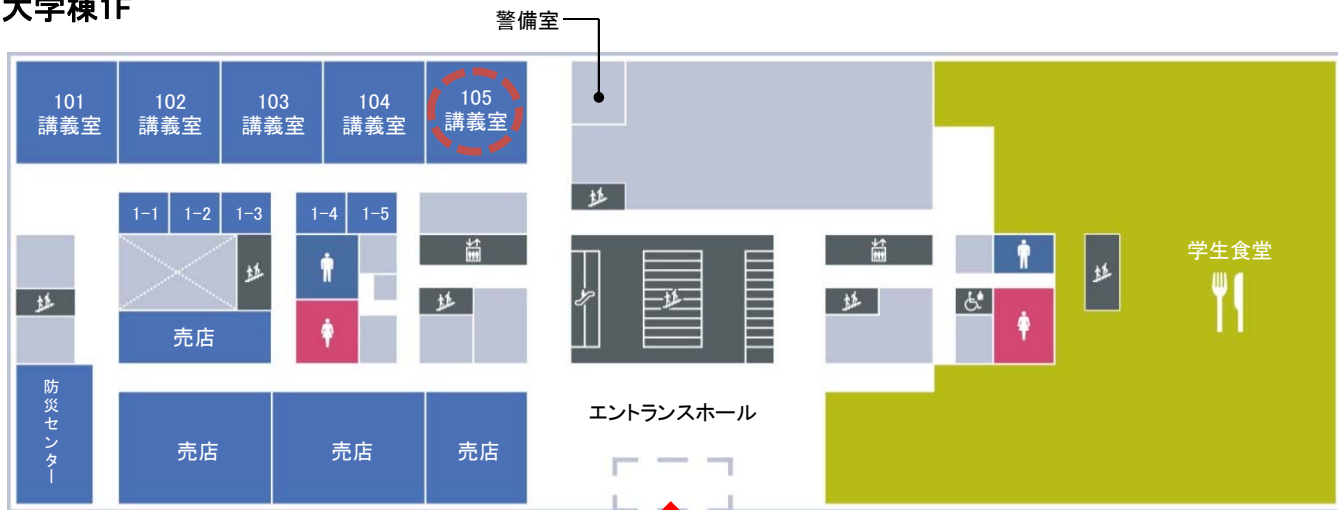 大学棟1F
警備室
101
講義室
102
講義室
103
講義室
104
講義室
105
講義室
1-1
1-2
1-3
1-4
1-5
学生食堂
売店
防災センター
エントランスホール
売店
売店
売店